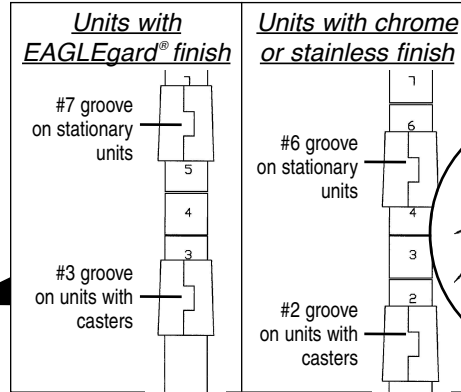 Units with
EAGLEgard® finish
#7 groove
on stationary
units
5
4
3
#3 groove
on units with
casters
Units with chrome
or stainless finish
7
6
#6 groove
on stationary
units
4
3
2
#2 groove
on units with
casters